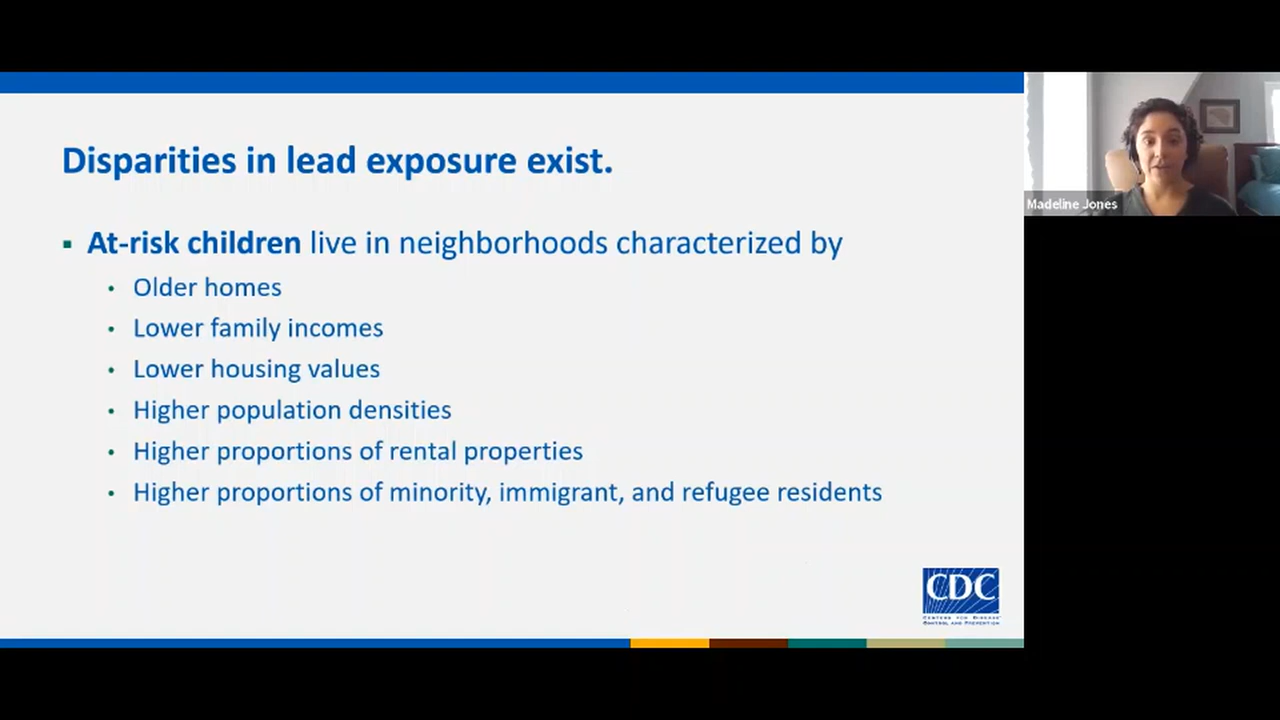 Disparities in lead exposure exist.
At-risk children live in neighborhoods characterized by
Older homes
Lower family incomes
Lower housing values
Higher population densities
Higher proportions of rental properties
Higher proportions of minority, immigrant, and refugee residents
Madeline Jones
CDC
CENTERS FOR DISEASE
CONTROL AND PREVENTION